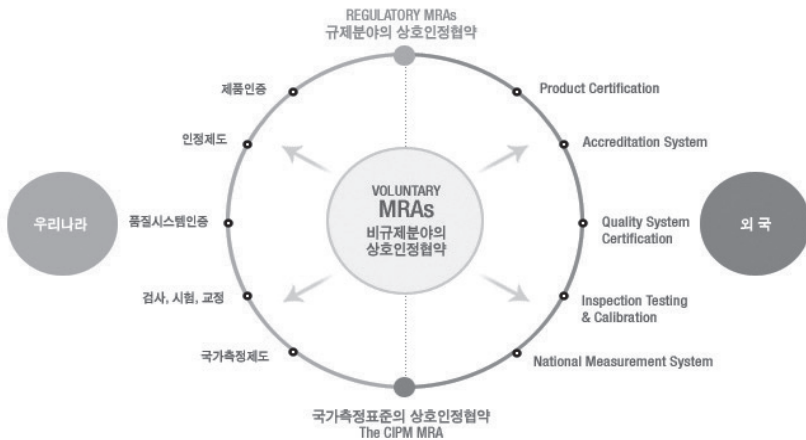 REGULATORY MRAs
규제분야의 상호인정협약
제품인증
Product Certification
인정제도
Accreditation System
우리나라
품질시스템인증
VOLUNTARY
MRAs
비규제분야의
상호인정협약
Quality System
Certification
외 국
검사, 시험, 교정
Inspection Testing
& Calibration
국가측정제도
National Measurement System
국가측정표준의 상호인정협약
The CIPM MRA